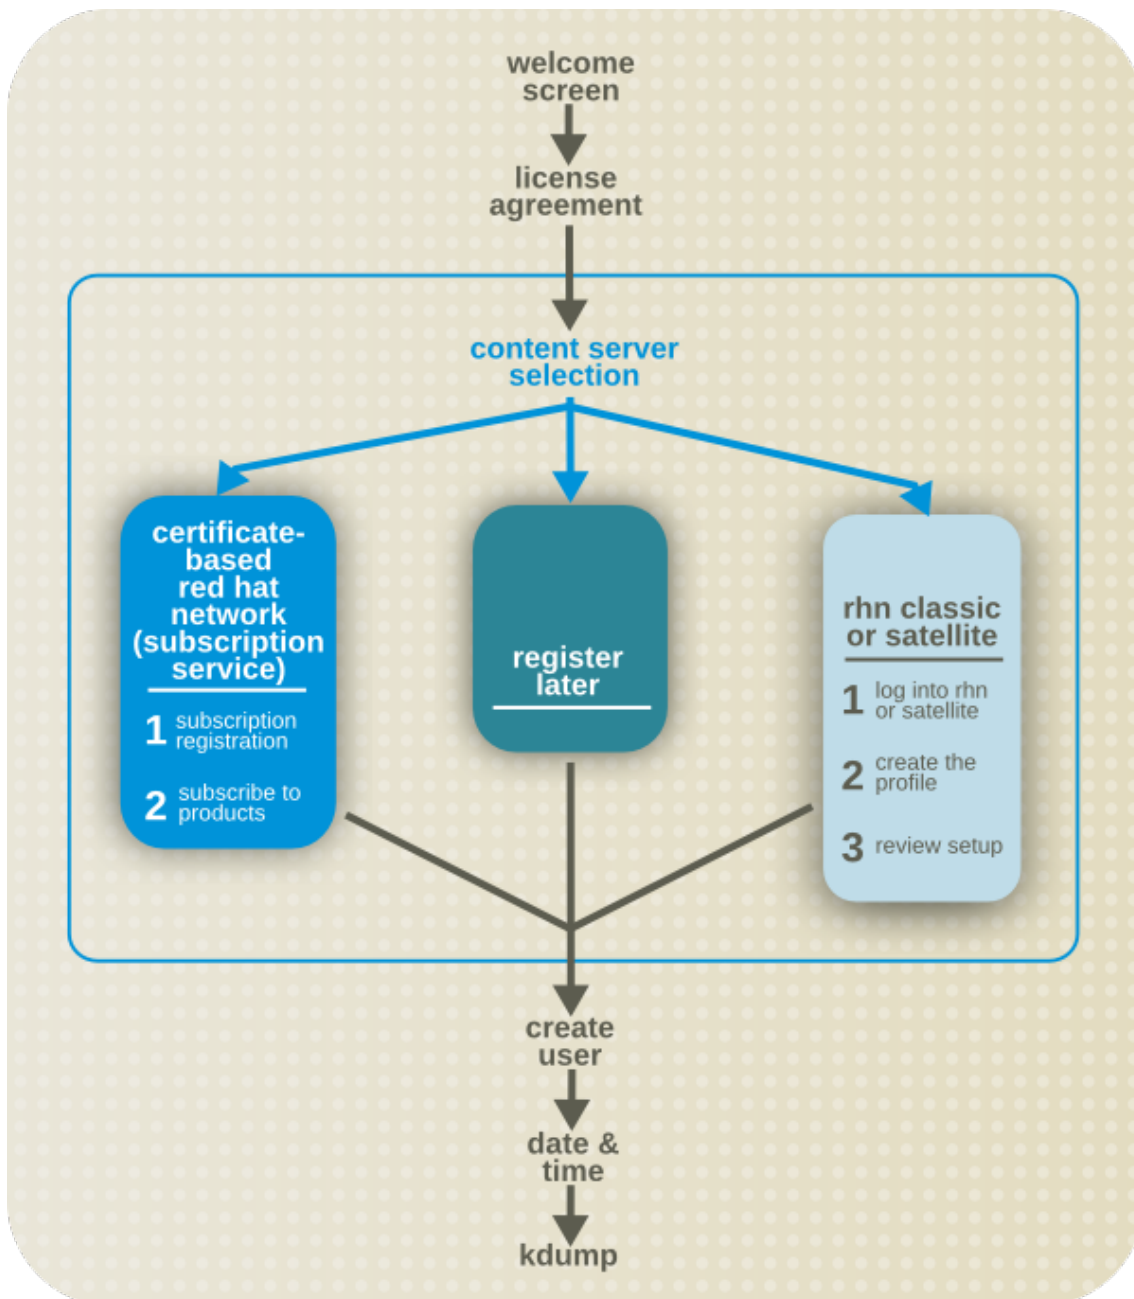 welcome
screen
license
agreement
content server
selection
certificate-
based
red hat
network
(subscription
service)
1 subscription
registration
2 subscribe to
products
register
later
rhn classic
or satellite
1 log into rhn
or satellite
2 create the
profile
3 review setup
create
user
date &
time
kdump